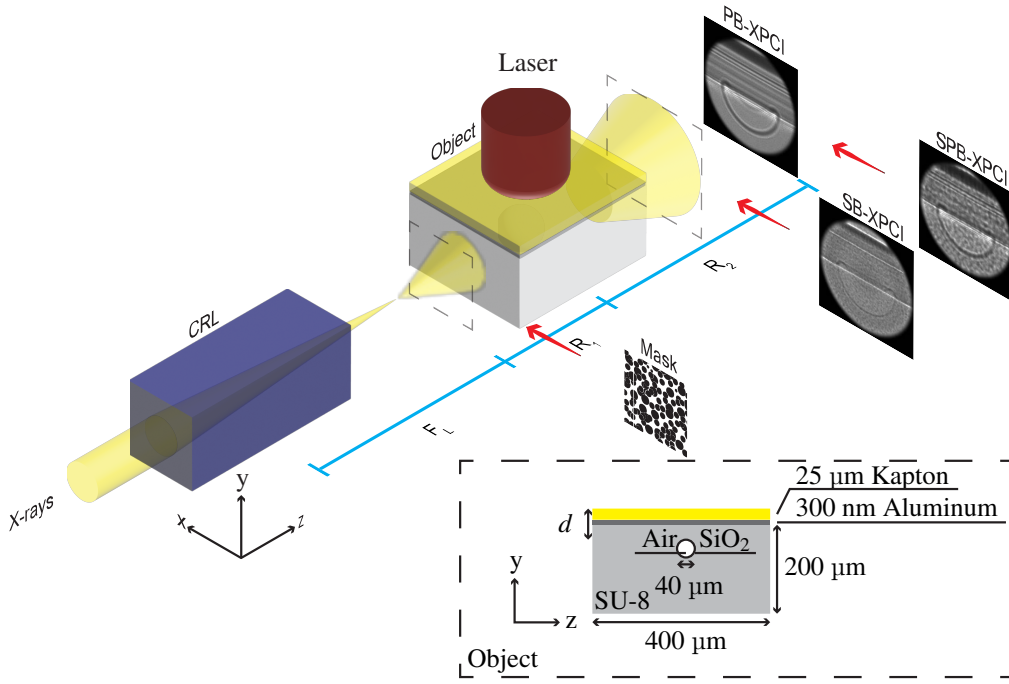 PB-XPCI
Laser
Object
SPB-XPCI
SB-XPCI
R₂
CRL
R₁
Mask
F_L
X-rays
y
x
z
25 µm Kapton
300 nm Aluminum
d
Air
SiO₂
40 µm
200 µm
SU-8
y
z
400 µm
Object